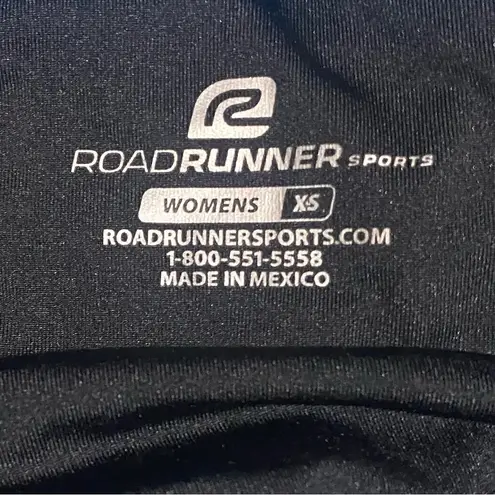 ROADRUNNER SPORTS
WOMENS XS
ROADRUNNERSPORTS.COM
1-800-551-5558
MADE IN MEXICO